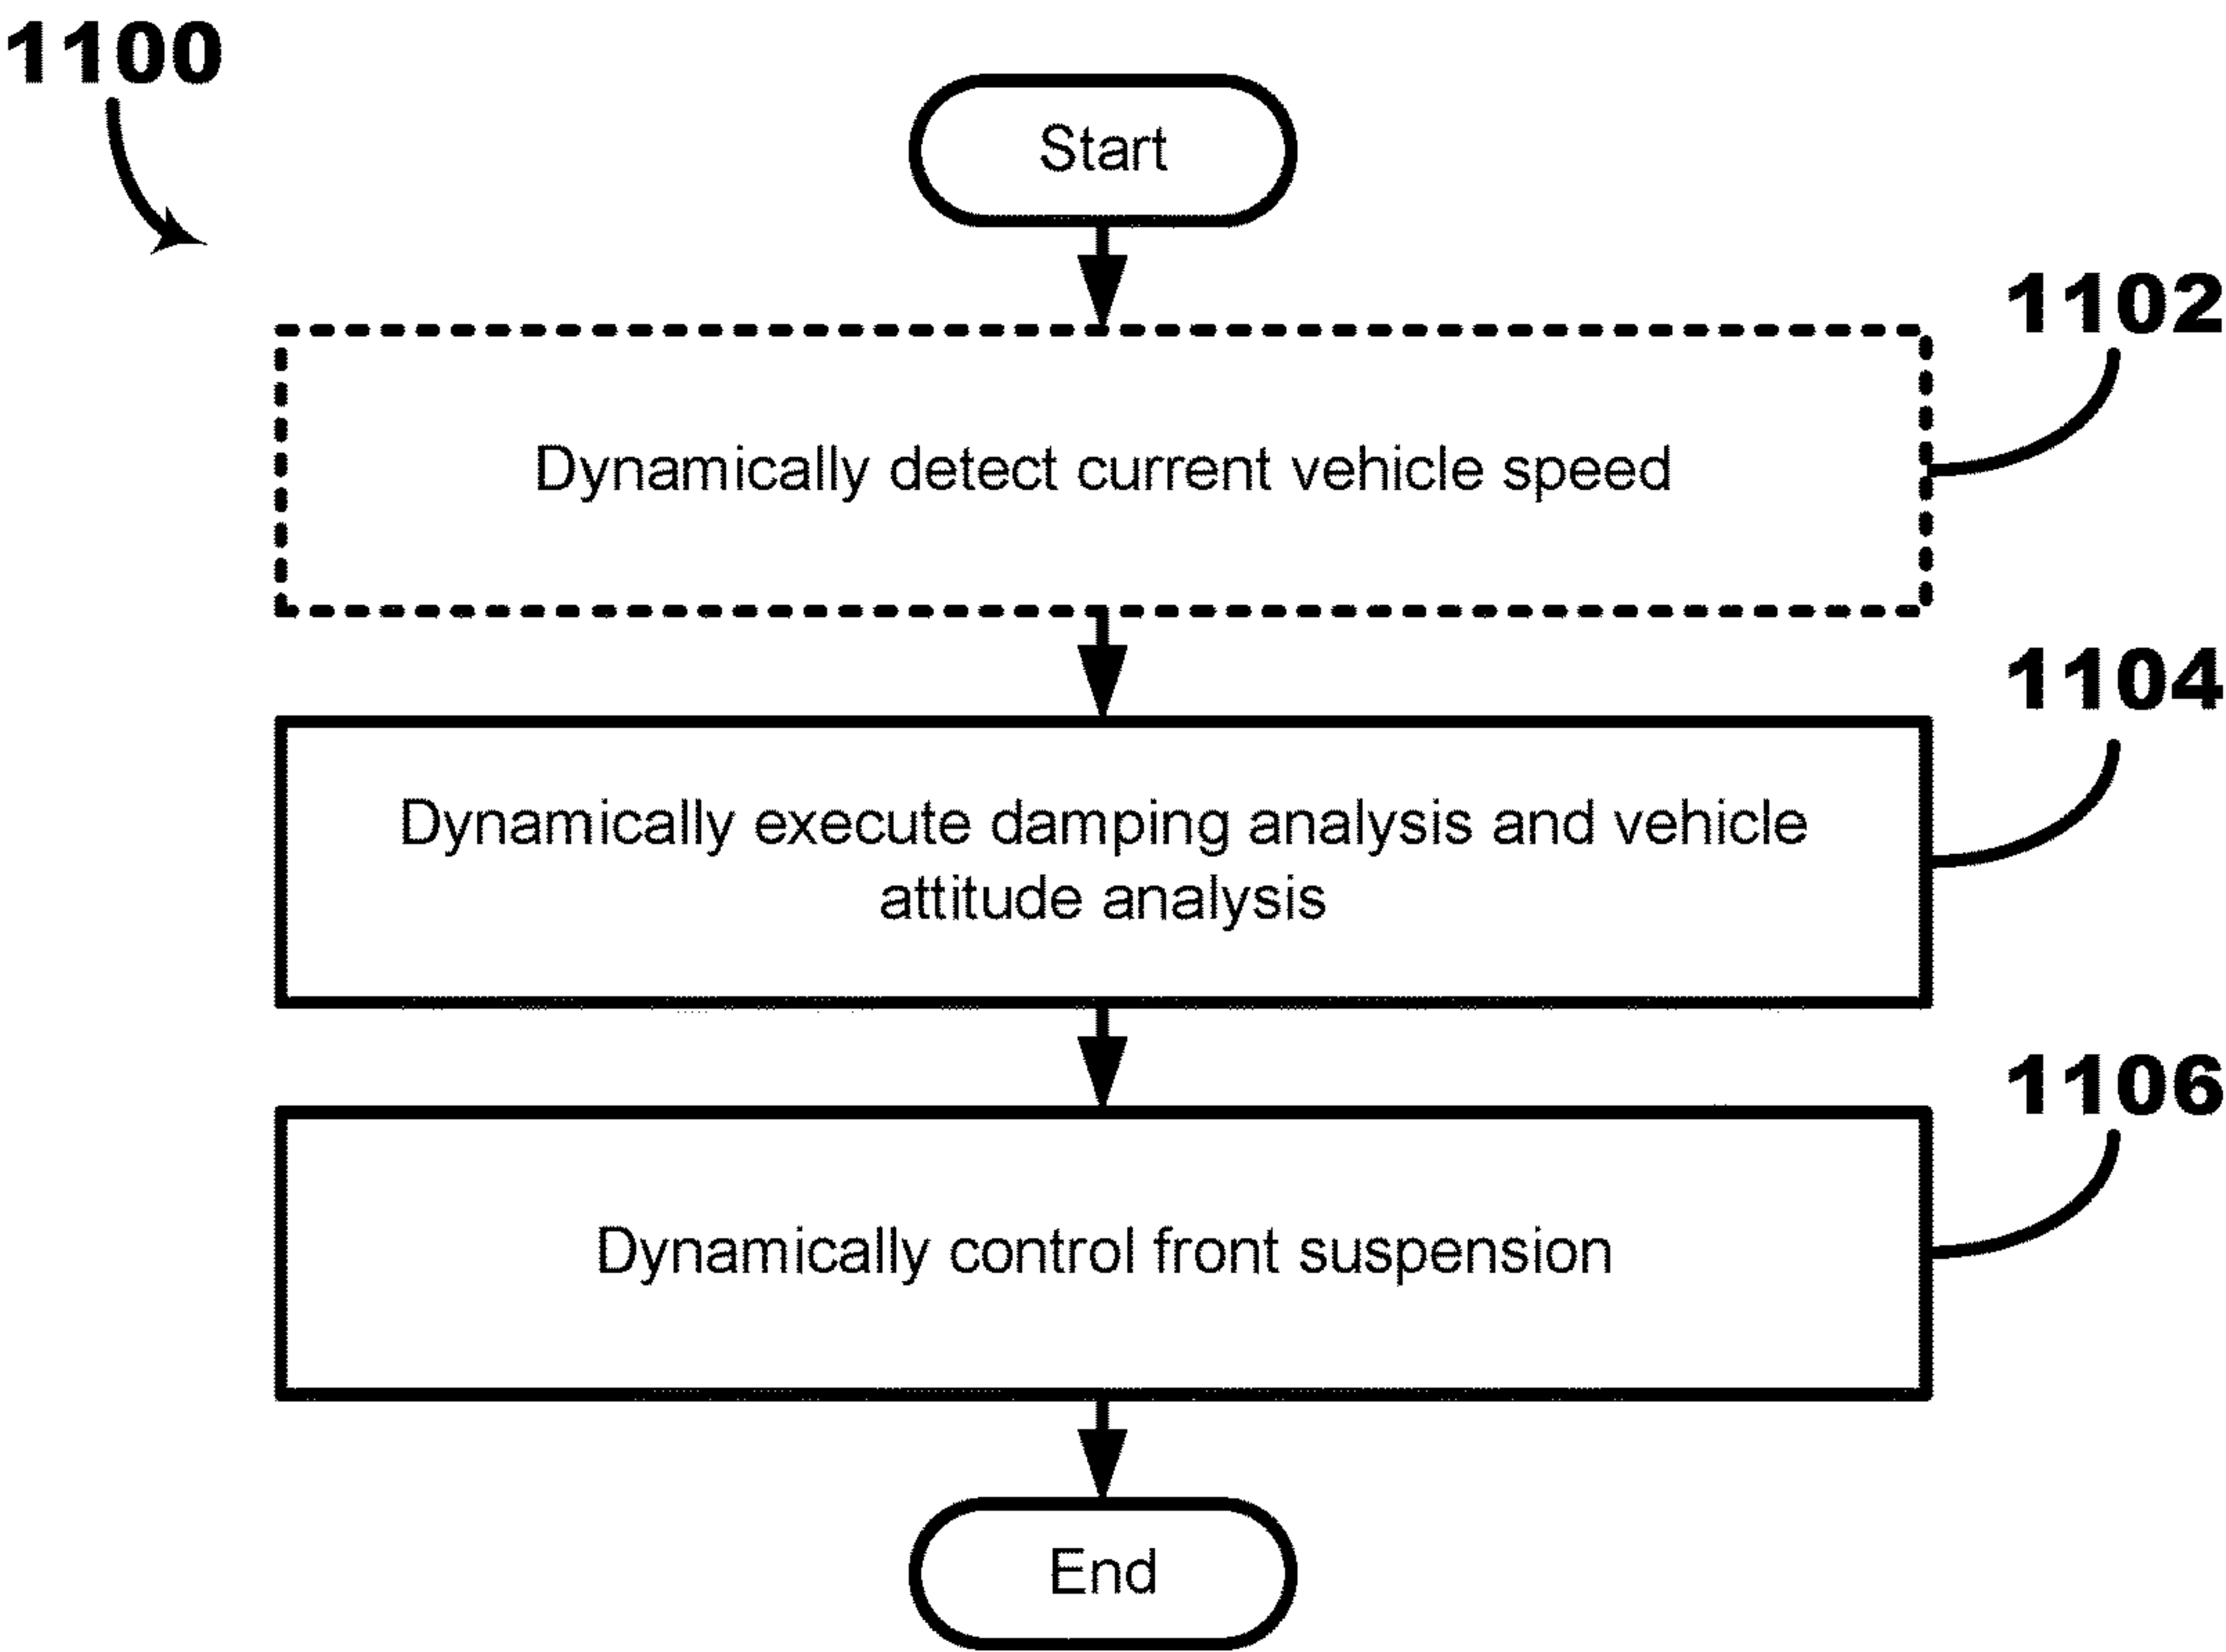 1100
Start
1102
Dynamically detect current vehicle speed
1104
Dynamically execute damping analysis and vehicle
attitude analysis
1106
Dynamically control front suspension
End